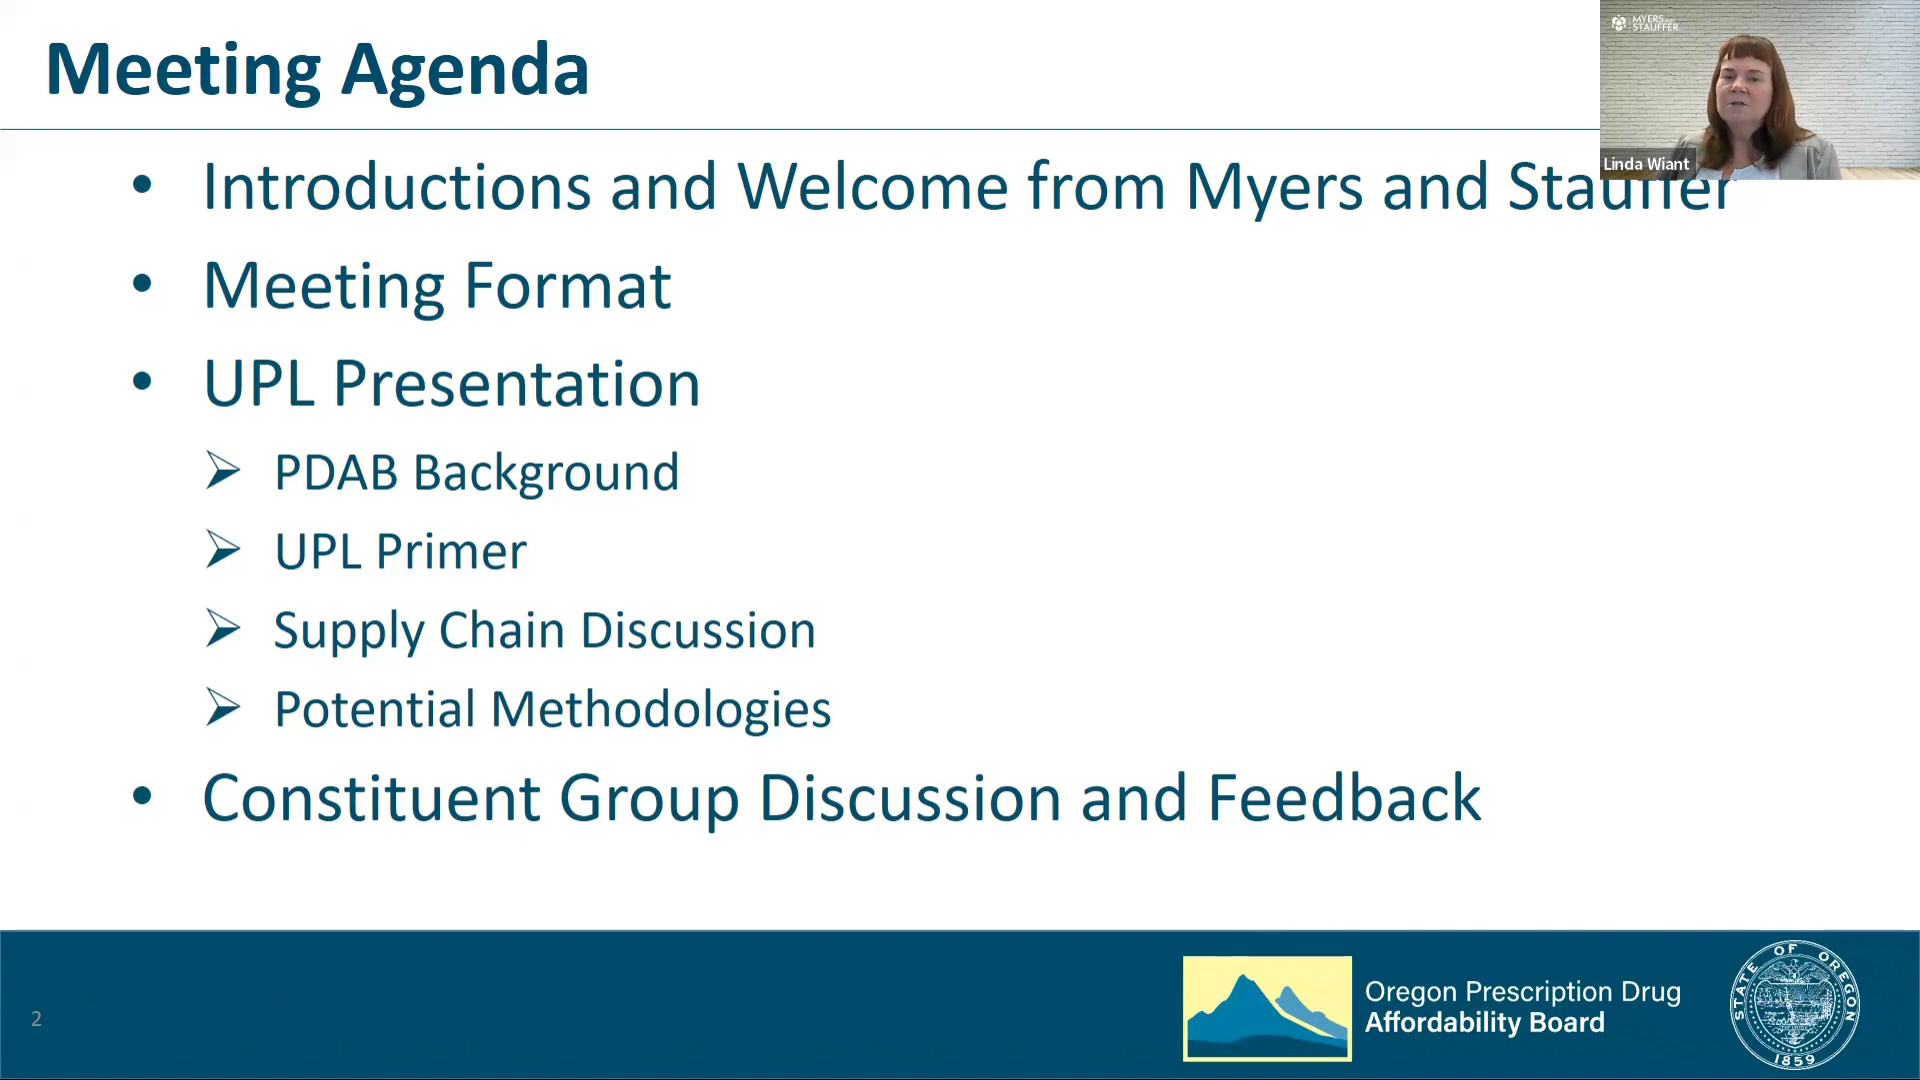 Meeting Agenda
MYERS AND
STAUFFER
Linda Wiant
• Introductions and Welcome from Myers and Stauffer
• Meeting Format
• UPL Presentation
➢ PDAB Background
➢ UPL Primer
➢ Supply Chain Discussion
➢ Potential Methodologies
• Constituent Group Discussion and Feedback
2
Oregon Prescription Drug
Affordability Board
STATE OF OREGON
1859